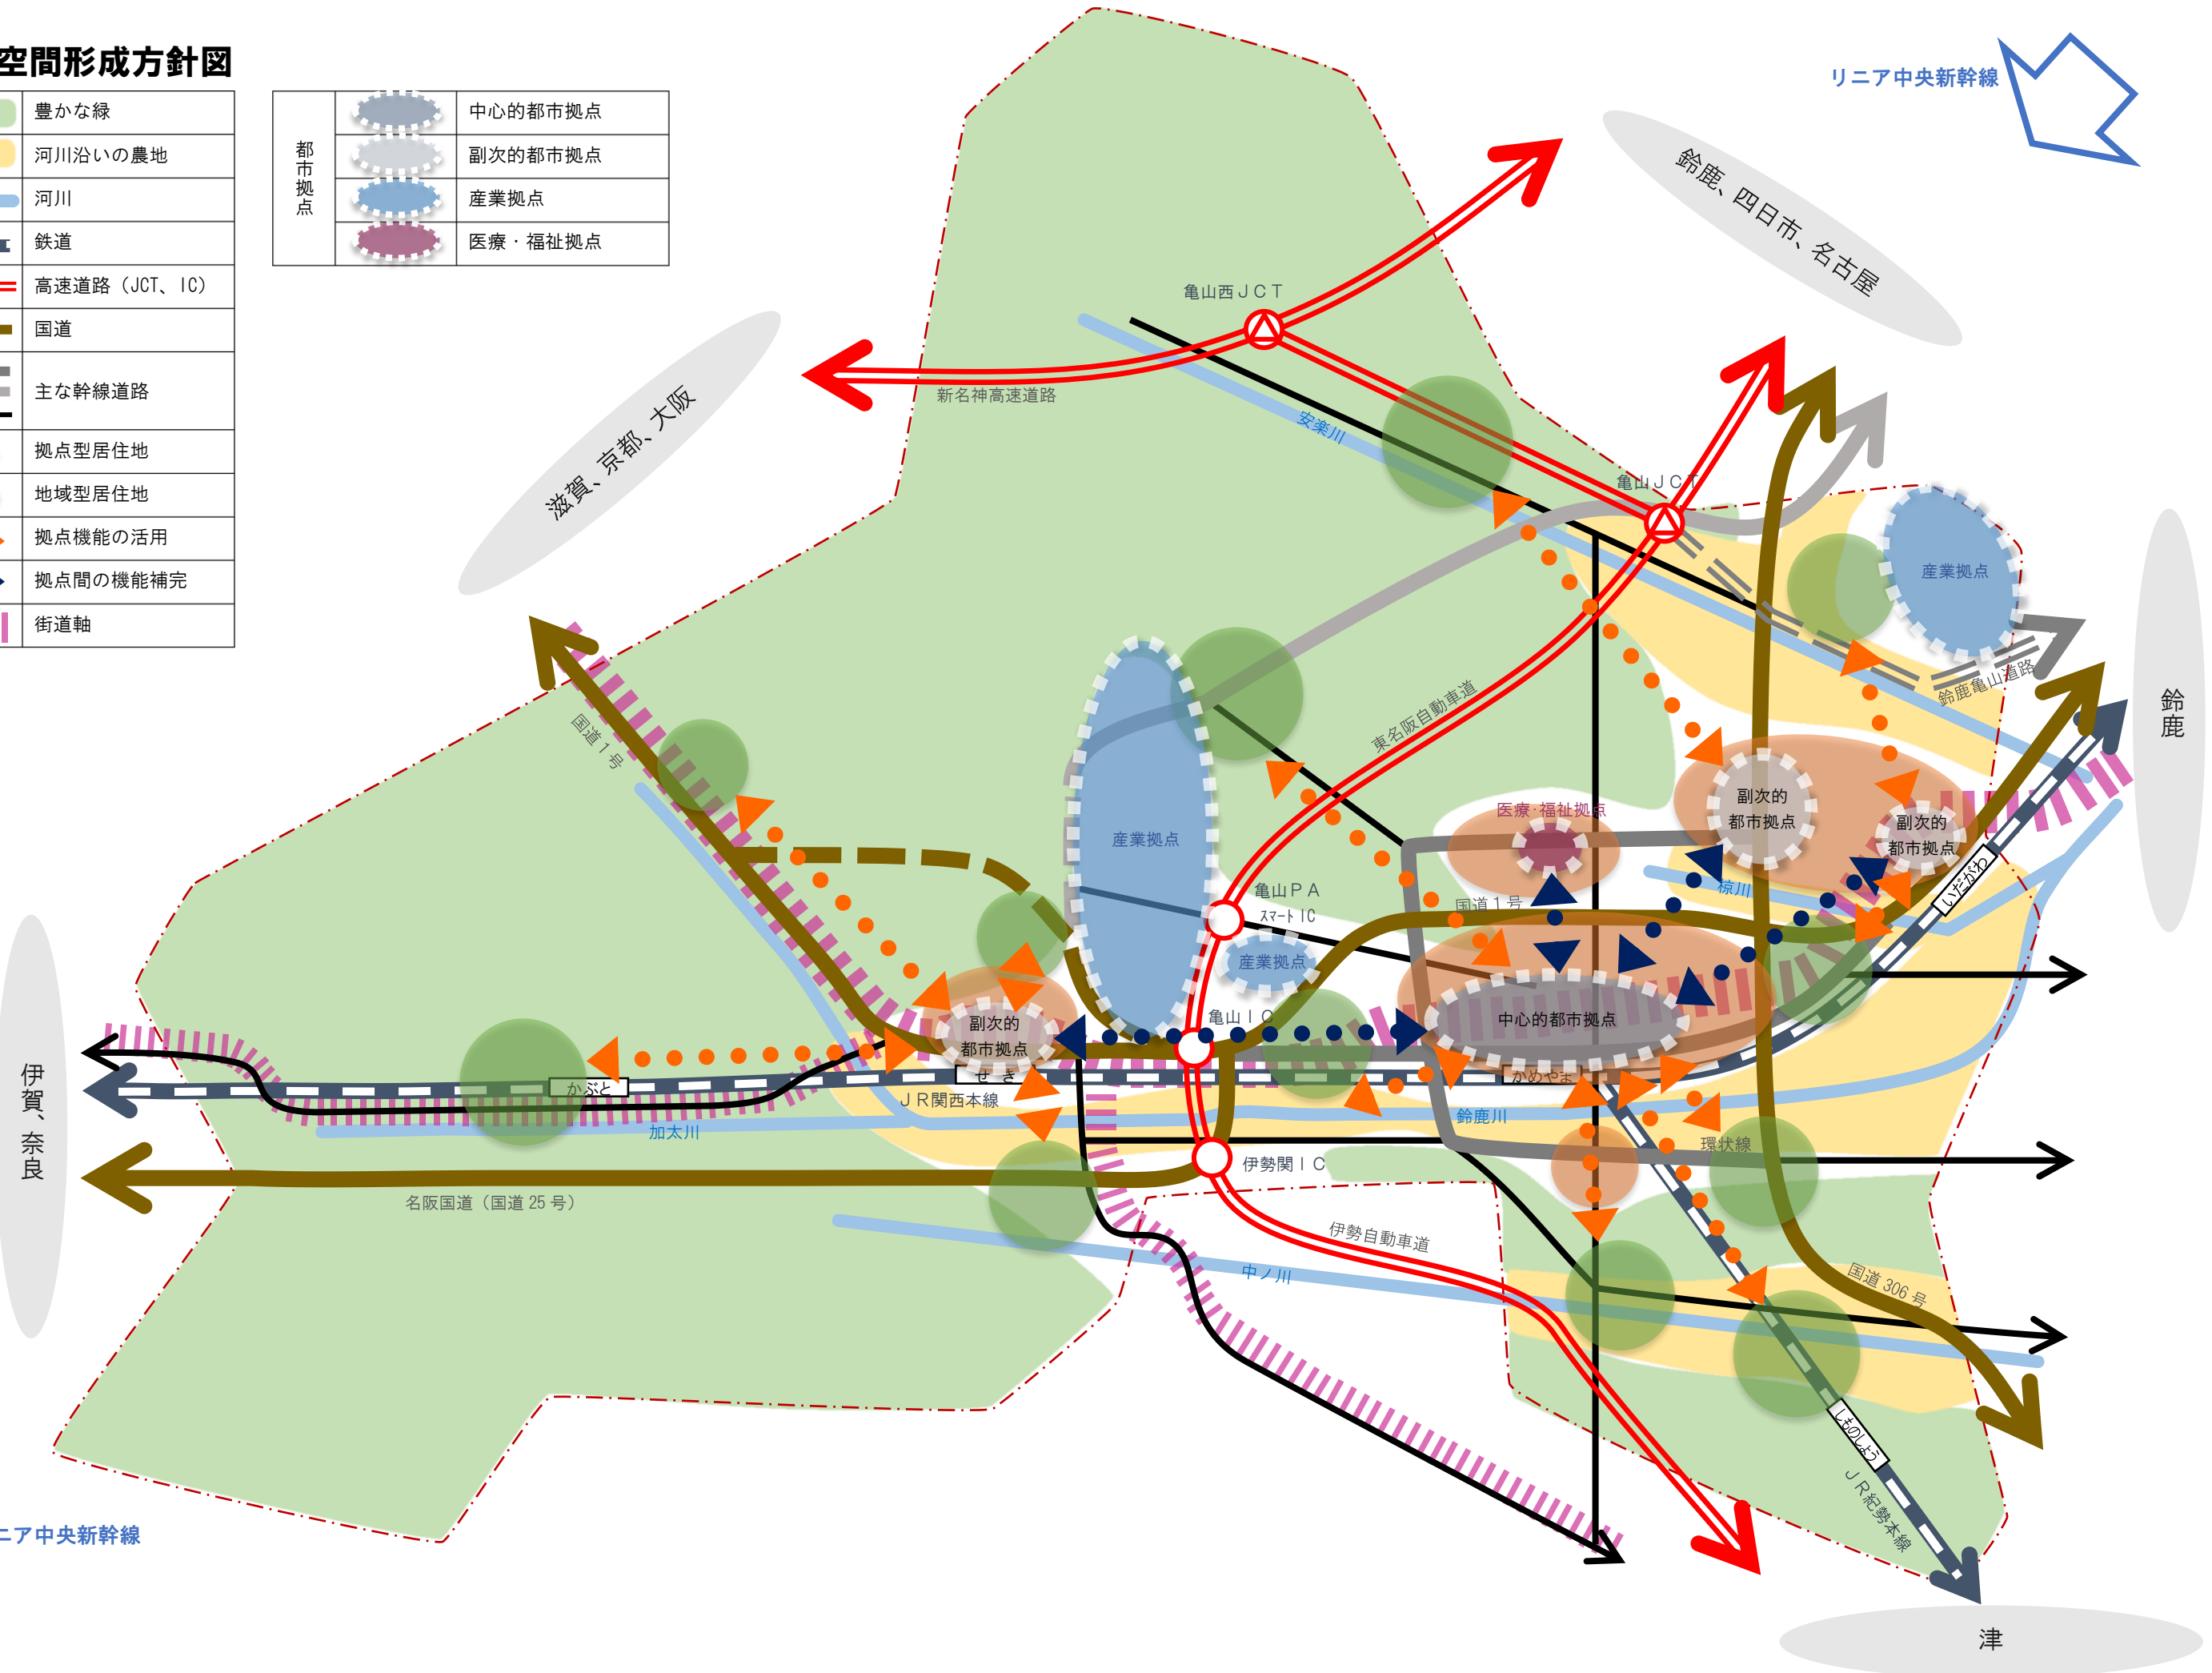 空間形成方針図
豊かな緑
河川沿いの農地
河川
鉄道
高速道路（JCT、IC）
国道
主な幹線道路
拠点型居住地
地域型居住地
拠点機能の活用
拠点間の機能補完
街道軸
都市拠点
中心的都市拠点
副次的都市拠点
産業拠点
医療・福祉拠点
リニア中央新幹線
鈴鹿、四日市、名古屋
滋賀、京都、大阪
亀山西ＪＣＴ
新名神高速道路
安楽川
亀山ＪＣＴ
産業拠点
鈴鹿亀山道路
鈴鹿
国道１号
東名阪自動車道
産業拠点
医療・福祉拠点
副次的
都市拠点
副次的
都市拠点
いだがわ
椋川
亀山ＰＡ
スマートIC
国道１号
産業拠点
亀山ＩＣ
副次的
都市拠点
中心的都市拠点
伊賀、奈良
かぶと
せき
かめやま
ＪＲ関西本線
加太川
鈴鹿川
環状線
伊勢関ＩＣ
名阪国道（国道25号）
伊勢自動車道
中ノ川
国道306号
しものしょう
ＪＲ紀勢本線
ニア中央新幹線
津